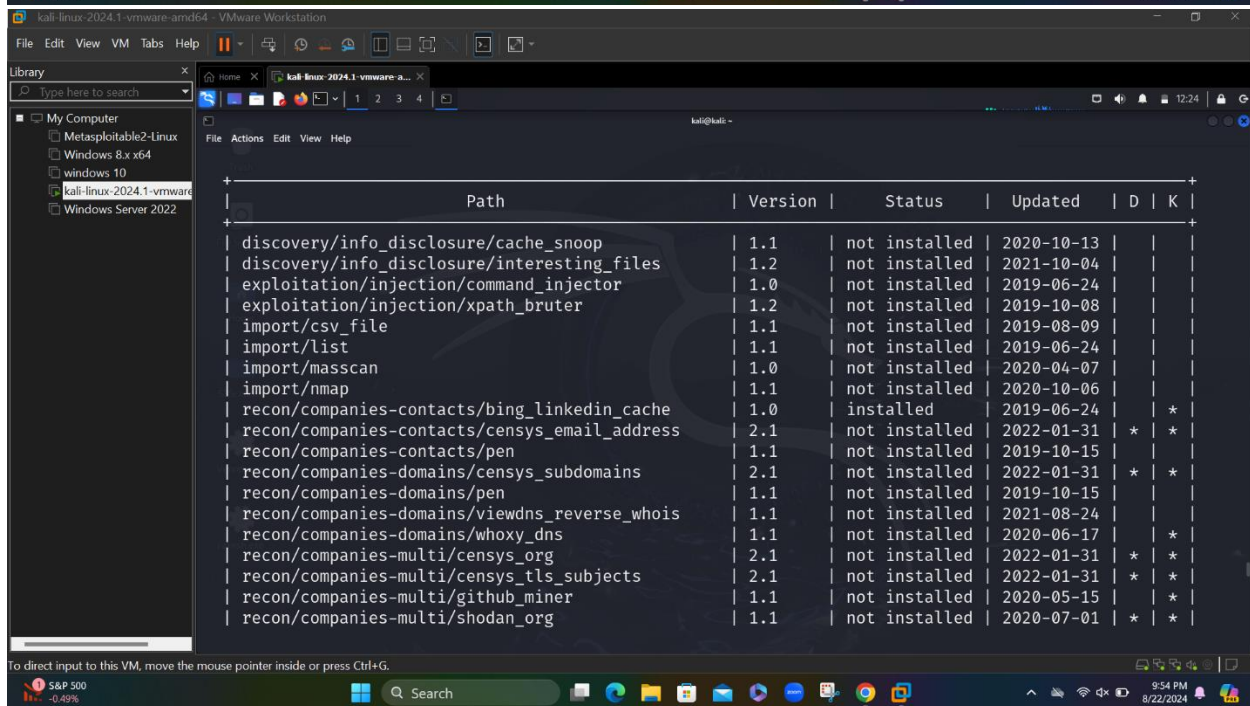 kali-linux-2024.1-vmware-amd64 - VMware Workstation
File Edit View VM Tabs Help
Library
Home
kali-linux-2024.1-vmware-a...
Type here to search
1 2 3 4
12:24
My Computer
Metasploitable2-Linux
Windows 8.x x64
windows 10
kali-linux-2024.1-vmware
Windows Server 2022
kali@kali: ~
File Actions Edit View Help
| Path | Version | Status | Updated | D | K |
| discovery/info_disclosure/cache_snoop | 1.1 | not installed | 2020-10-13 | | |
| discovery/info_disclosure/interesting_files | 1.2 | not installed | 2021-10-04 | | |
| exploitation/injection/command_injector | 1.0 | not installed | 2019-06-24 | | |
| exploitation/injection/xpath_bruter | 1.2 | not installed | 2019-10-08 | | |
| import/csv_file | 1.1 | not installed | 2019-08-09 | | |
| import/list | 1.1 | not installed | 2019-06-24 | | |
| import/masscan | 1.0 | not installed | 2020-04-07 | | |
| import/nmap | 1.1 | not installed | 2020-10-06 | | |
| recon/companies-contacts/bing_linkedin_cache | 1.0 | installed | 2019-06-24 | | * |
| recon/companies-contacts/censys_email_address | 2.1 | not installed | 2022-01-31 | * | * |
| recon/companies-contacts/pen | 1.1 | not installed | 2019-10-15 | | |
| recon/companies-domains/censys_subdomains | 2.1 | not installed | 2022-01-31 | * | * |
| recon/companies-domains/pen | 1.1 | not installed | 2019-10-15 | | |
| recon/companies-domains/viewdns_reverse_whois | 1.1 | not installed | 2021-08-24 | | |
| recon/companies-domains/whoxy_dns | 1.1 | not installed | 2020-06-17 | | * |
| recon/companies-multi/censys_org | 2.1 | not installed | 2022-01-31 | * | * |
| recon/companies-multi/censys_tls_subjects | 2.1 | not installed | 2022-01-31 | * | * |
| recon/companies-multi/github_miner | 1.1 | not installed | 2020-05-15 | | * |
| recon/companies-multi/shodan_org | 1.1 | not installed | 2020-07-01 | * | * |
To direct input to this VM, move the mouse pointer inside or press Ctrl+G.
1
S&P 500
-0.49%
Search
9:54 PM
8/22/2024